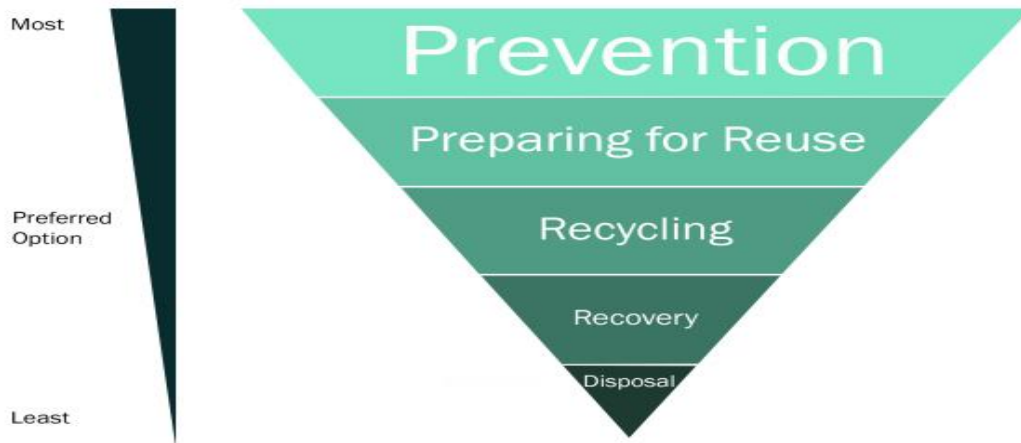 Most
Prevention
Preparing for Reuse
Preferred
Option
Recycling
Recovery
Disposal
Least